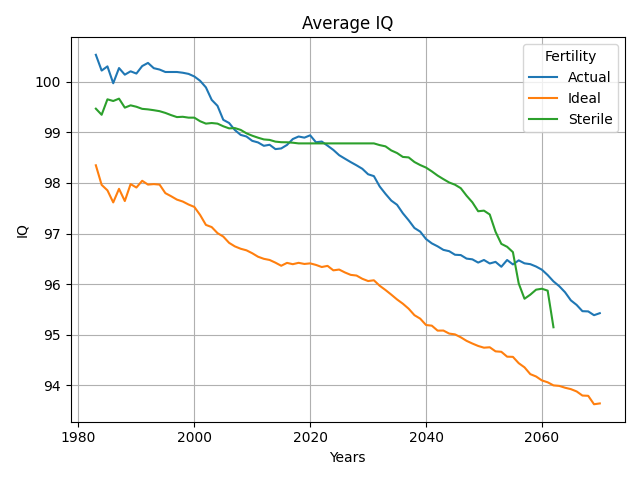 Average IQ
Fertility
Actual
Ideal
Sterile
IQ
100
99
98
97
96
95
94
1980
2000
2020
2040
2060
Years